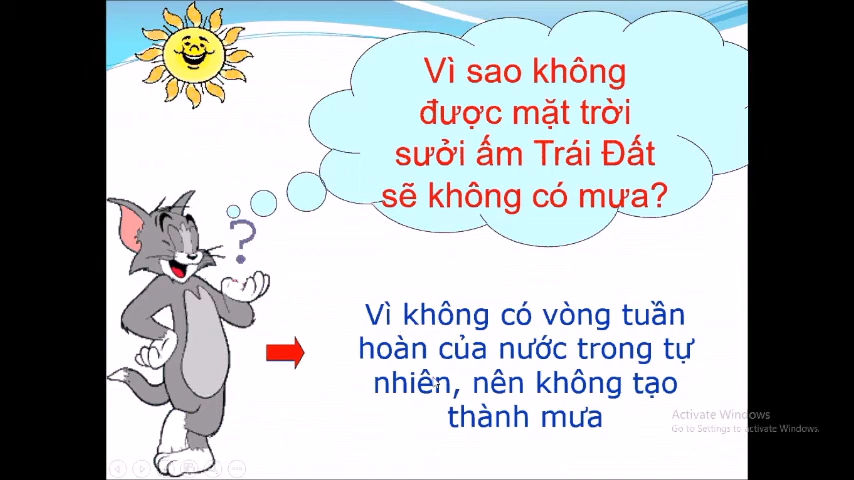 Vì sao không
được mặt trời
sưởi ấm Trái Đất
sẽ không có mưa?
?
Vì không có vòng tuần
hoàn của nước trong tự
nhiên, nên không tạo
thành mưa
Activate Windows
Go to Settings to activate Windows.